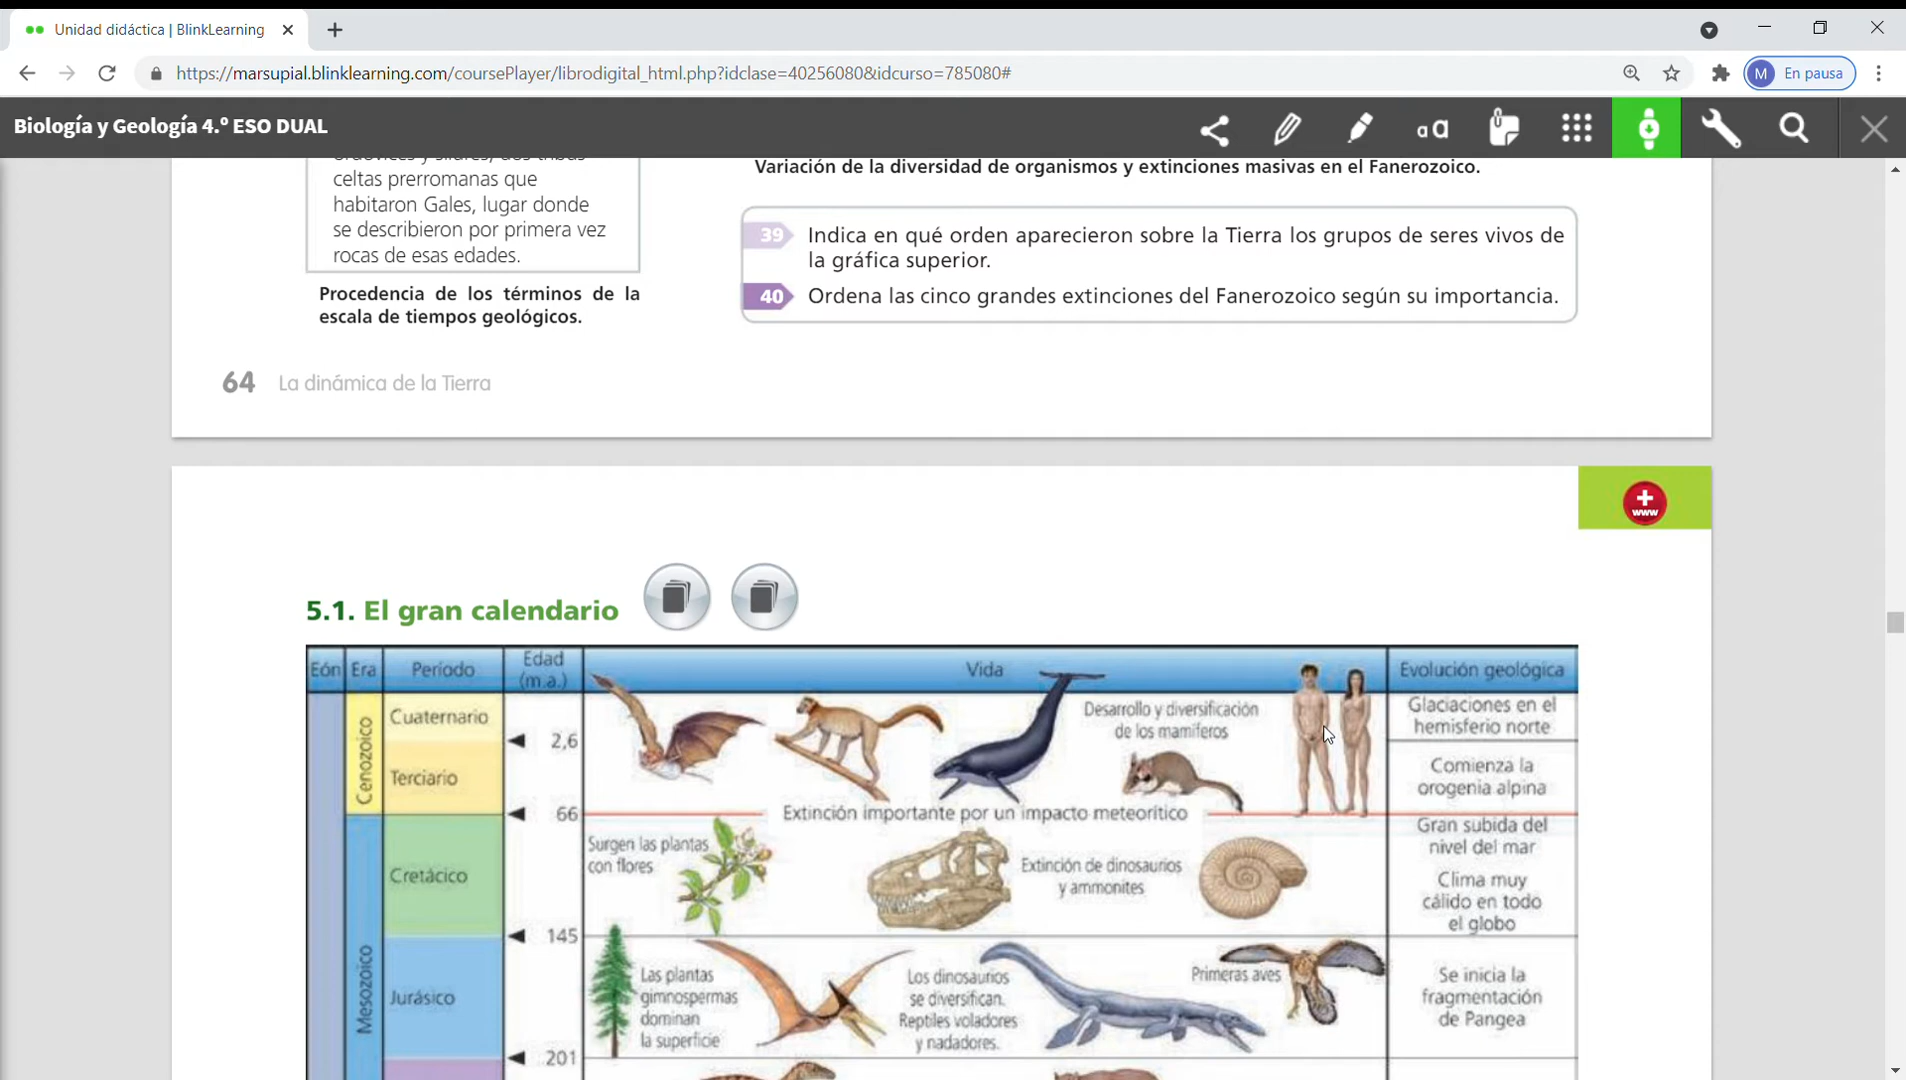 Unidad didáctica | BlinkLearning
https://marsupial.blinklearning.com/coursePlayer/librodigital_html.php?idclase=40256080&idcurso=785080#
M En pausa
Biología y Geología 4.º ESO DUAL
aa
ordovices y silures, dos tribus
celtas prerromanas que
habitaron Gales, lugar donde
se describieron por primera vez
rocas de esas edades.
Procedencia de los términos de la
escala de tiempos geológicos.
Variación de la diversidad de organismos y extinciones masivas en el Fanerozoico.
39 Indica en qué orden aparecieron sobre la Tierra los grupos de seres vivos de
la gráfica superior.
40 Ordena las cinco grandes extinciones del Fanerozoico según su importancia.
64 La dinámica de la Tierra
www
5.1. El gran calendario
Eón Era Período Edad
(m.a.)
Vida
Evolución geológica
Cenozoico
Cuaternario
2,6
Desarrollo y diversificación
de los mamíferos
Glaciaciones en el
hemisferio norte
Terciario
Comienza la
orogenia alpina
66
Extinción importante por un impacto meteorítico
Mesozoico
Cretácico
Surgen las plantas
con flores
Extinción de dinosaurios
y ammonites
Gran subida del
nivel del mar
Clima muy
cálido en todo
el globo
145
Jurásico
Las plantas
gimnospermas
dominan
la superficie
Los dinosaurios
se diversifican.
Reptiles voladores
y nadadores.
Primeras aves
Se inicia la
fragmentación
de Pangea
201